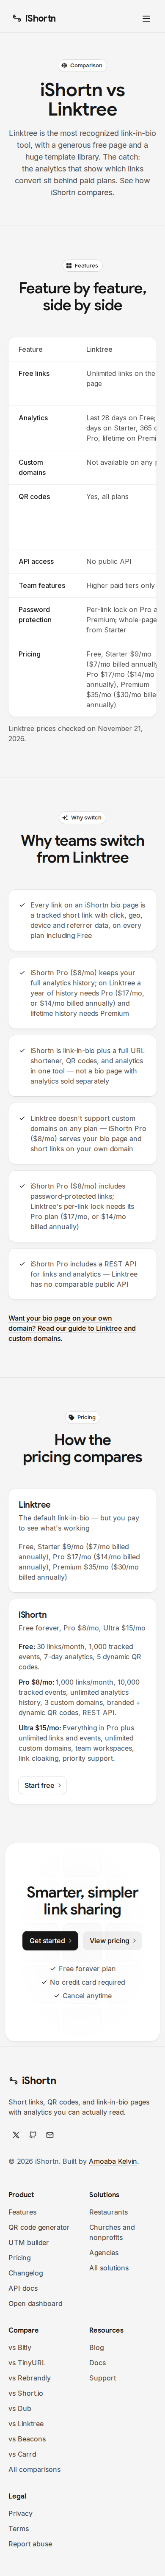 iShortn
Comparison
iShortn vs
Linktree
Linktree is the most recognized link-in-bio
tool, with a generous free page and a
huge template library. The catch:
the analytics that show which links
convert sit behind paid plans. See how
iShortn compares.
Features
Feature by feature,
side by side
Feature
Linktree
Free links
Unlimited links on the
page
Analytics
Last 28 days on Free;
days on Starter, 365 d
Pro, lifetime on Premi
Custom
domains
Not available on any p
QR codes
Yes, all plans
API access
No public API
Team features
Higher paid tiers only
Password
protection
Per-link lock on Pro a
Premium; whole-page
from Starter
Pricing
Free, Starter $9/mo
($7/mo billed annually
Pro $17/mo ($14/mo
annually), Premium
$35/mo ($30/mo bille
annually)
Linktree prices checked on November 21,
2026.
Why switch
Why teams switch
from Linktree
Every link on an iShortn bio page is
a tracked short link with click, geo,
device and referrer data, on every
plan including Free
iShortn Pro ($8/mo) keeps your
full analytics history; on Linktree a
year of history needs Pro ($17/mo,
or $14/mo billed annually) and
lifetime history needs Premium
iShortn is link-in-bio plus a full URL
shortener, QR codes, and analytics
in one tool — not a bio page with
analytics sold separately
Linktree doesn't support custom
domains on any plan — iShortn Pro
($8/mo) serves your bio page and
short links on your own domain
iShortn Pro ($8/mo) includes
password-protected links;
Linktree's per-link lock needs its
Pro plan ($17/mo, or $14/mo
billed annually)
iShortn Pro includes a REST API
for links and analytics — Linktree
has no comparable public API
Want your bio page on your own
domain? Read our guide to Linktree and
custom domains.
Pricing
How the
pricing compares
Linktree
The default link-in-bio — but you pay
to see what's working
Free, Starter $9/mo ($7/mo billed
annually), Pro $17/mo ($14/mo billed
annually), Premium $35/mo ($30/mo
billed annually)
iShortn
Free forever, Pro $8/mo, Ultra $15/mo
Free: 30 links/month, 1,000 tracked
events, 7-day analytics, 5 dynamic QR
codes.
Pro $8/mo: 1,000 links/month, 10,000
tracked events, unlimited analytics
history, 3 custom domains, branded +
dynamic QR codes, REST API.
Ultra $15/mo: Everything in Pro plus
unlimited links and events, unlimited
custom domains, team workspaces,
link cloaking, priority support.
Start free
Smarter, simpler
link sharing
Get started
View pricing
Free forever plan
No credit card required
Cancel anytime
iShortn
Short links, QR codes, and link-in-bio pages
with analytics you can actually read.
© 2026 iShortn. Built by Amoaba Kelvin.
Product
Features
QR code generator
UTM builder
Pricing
Changelog
API docs
Open dashboard
Solutions
Restaurants
Churches and
nonprofits
Agencies
All solutions
Compare
vs Bitly
vs TinyURL
vs Rebrandly
vs Short.io
vs Dub
vs Linktree
vs Beacons
vs Carrd
All comparisons
Resources
Blog
Docs
Support
Legal
Privacy
Terms
Report abuse